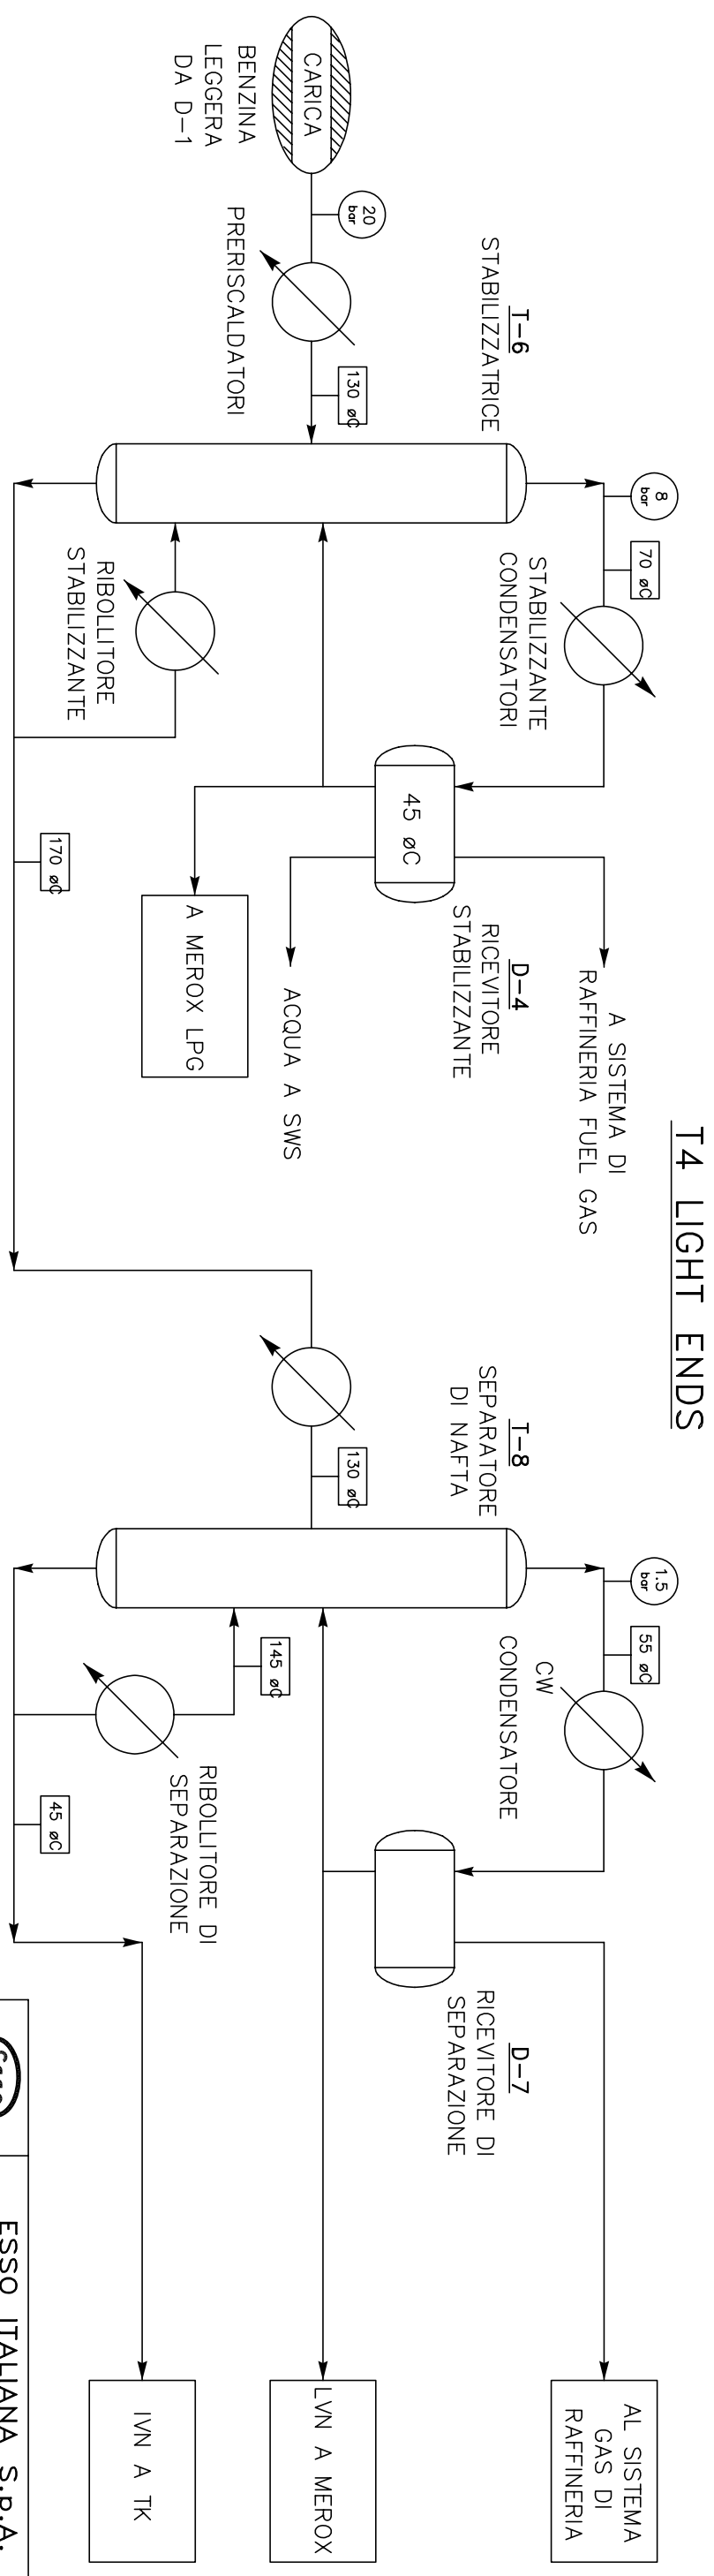 T4 LIGHT ENDS
CARICA
BENZINA
LEGGERA
DA D-1
20
bar
PRERISCALDATORI
130 øC
T-6
STABILIZZATRICE
8
bar
70 øC
STABILIZZANTE
CONDENSATORI
RIBOLLITORE
STABILIZZANTE
170 øC
45 øC
D-4
RICEVITORE
STABILIZZANTE
A SISTEMA DI
RAFFINERIA FUEL GAS
ACQUA A SWS
A MEROX LPG
130 øC
T-8
SEPARATORE
DI NAFTA
1.5
bar
55 øC
CW
CONDENSATORE
145 øC
RIBOLLITORE DI
SEPARAZIONE
45 øC
D-7
RICEVITORE DI
SEPARAZIONE
AL SISTEMA
GAS DI
RAFFINERIA
LVN A MEROX
IVN A TK
ESSO ITALIANA S.p.A.